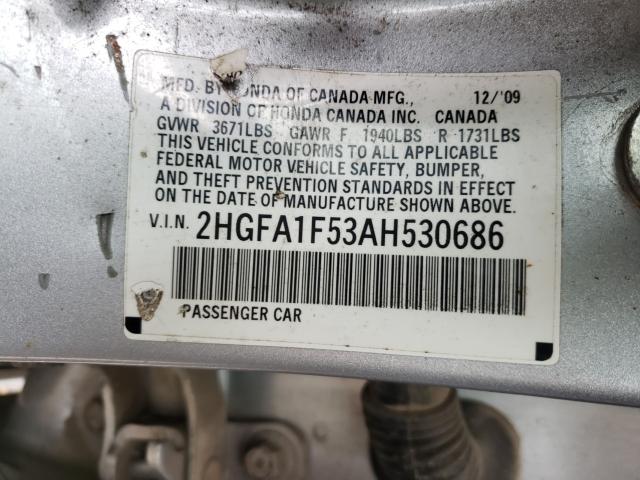 MFD. BY HONDA OF CANADA MFG., 12/'09
A DIVISION OF HONDA CANADA INC. CANADA
GVWR 3671LBS GAWR F 1940LBS R 1731LBS
THIS VEHICLE CONFORMS TO ALL APPLICABLE
FEDERAL MOTOR VEHICLE SAFETY, BUMPER,
AND THEFT PREVENTION STANDARDS IN EFFECT
ON THE DATE OF MANUFACTURE SHOWN ABOVE.
V.I.N. 2HGFA1F53AH530686
PASSENGER CAR